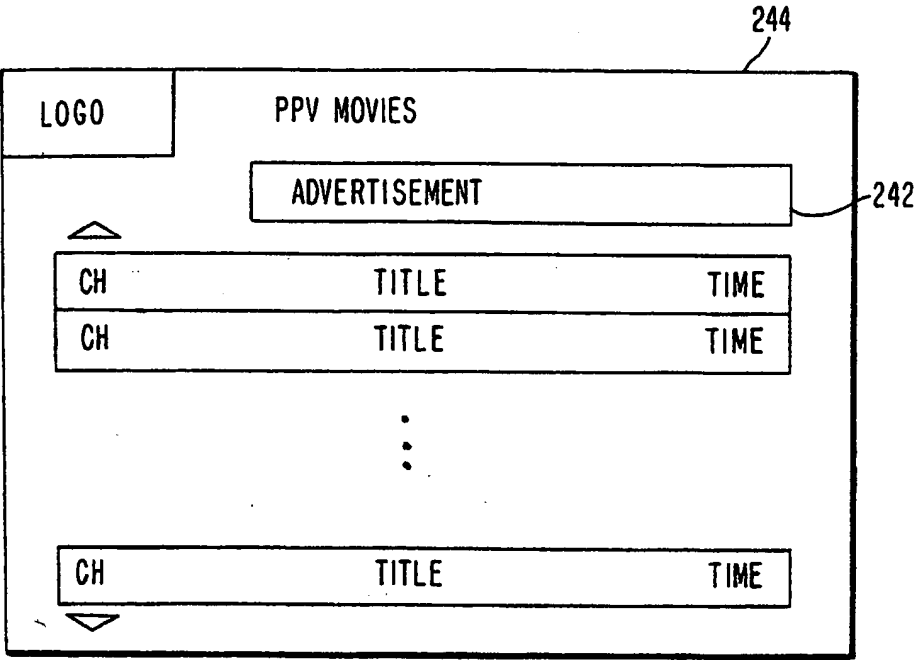 244
LOGO
PPV MOVIES
ADVERTISEMENT
242
CH TITLE TIME
CH TITLE TIME
CH TITLE TIME